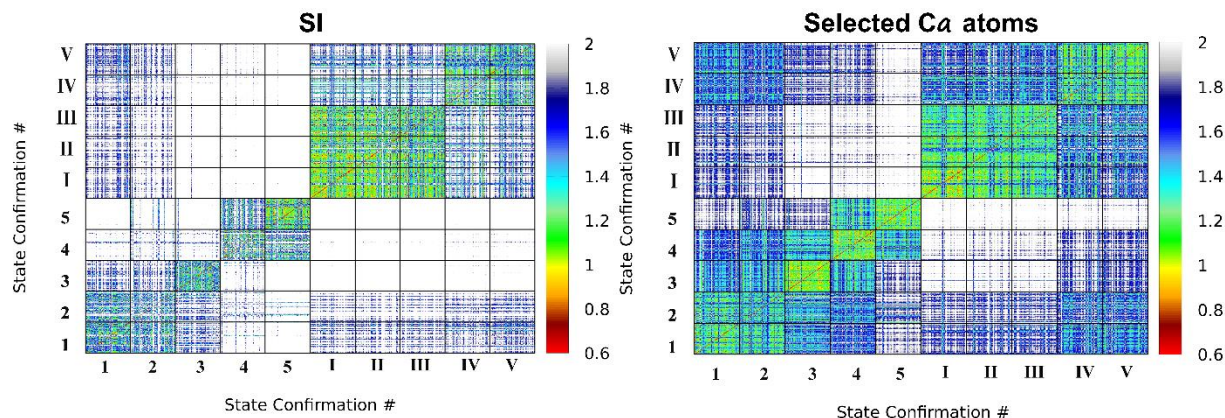 SI
Selected Cα atoms
V
IV
III
II
I
5
4
3
2
1
State Confirmation #
1 2 3 4 5 I II III IV V
State Confirmation #
2
1.8
1.6
1.4
1.2
1
0.8
0.6
State Confirmation #
V
IV
III
II
I
5
4
3
2
1
1 2 3 4 5 I II III IV V
State Confirmation #
2
1.8
1.6
1.4
1.2
1
0.8
0.6